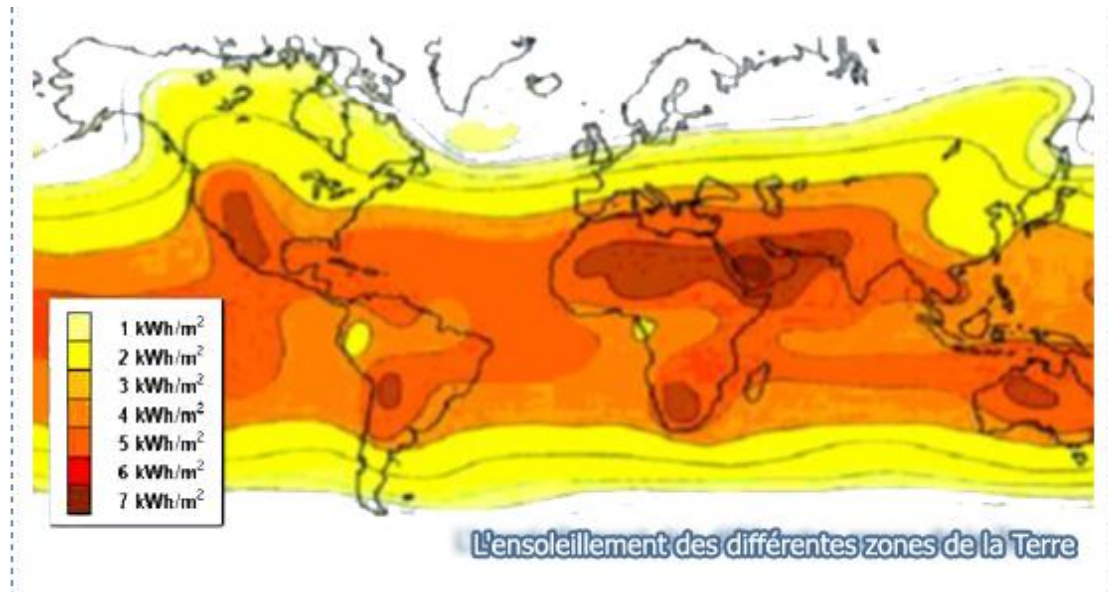 1 kWh/m²
2 kWh/m²
3 kWh/m²
4 kWh/m²
5 kWh/m²
6 kWh/m²
7 kWh/m²
L'ensoleillement des différentes zones de la Terre